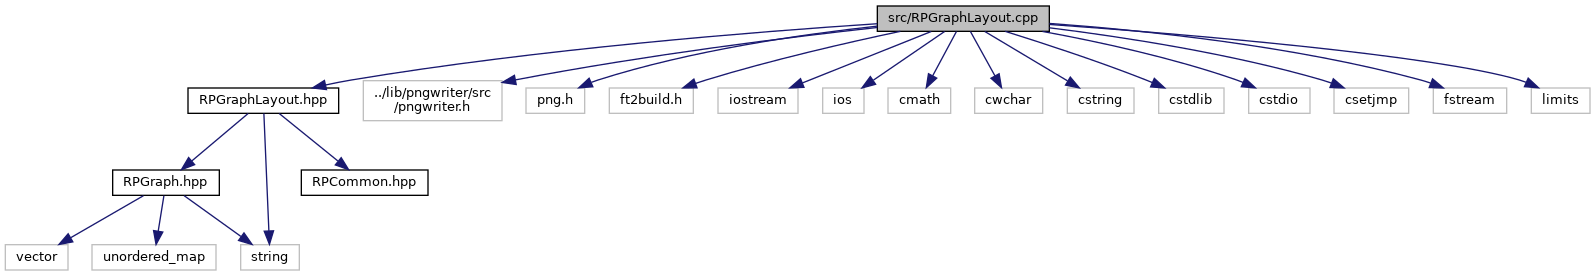 src/RPGraphLayout.cpp
RPGraphLayout.hpp
../lib/pngwriter/src
/pngwriter.h
png.h
ft2build.h
iostream
ios
cmath
cwchar
cstring
cstdlib
cstdio
csetjmp
fstream
limits
RPGraph.hpp
RPCommon.hpp
vector
unordered_map
string